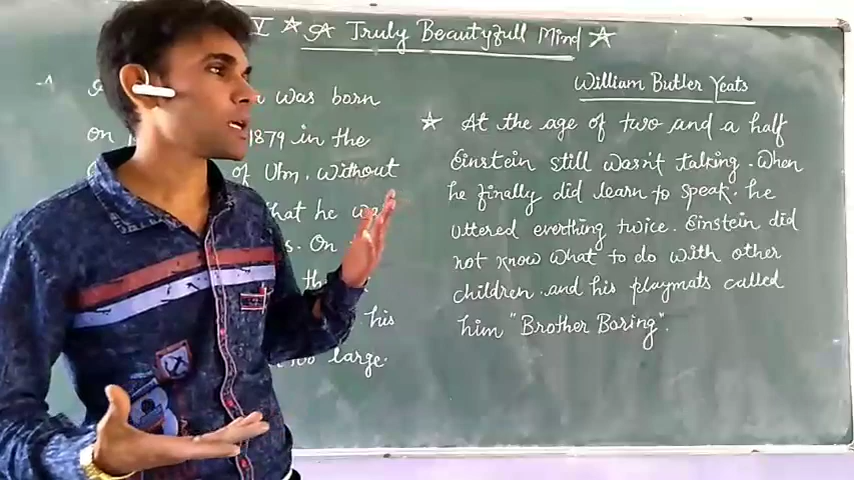 V ★ A Truly Beautyfull Mind ★
William Butler Yeats
was born
on 1879 in the
of Ulm. without
that he was
On
his
too large.
★ At the age of two and a half
Einstein still wasn't talking. When
he finally did learn to speak. he
uttered everthing twice. Einstein did
not know what to do with other
children. and his playmats called
him "Brother Boring".